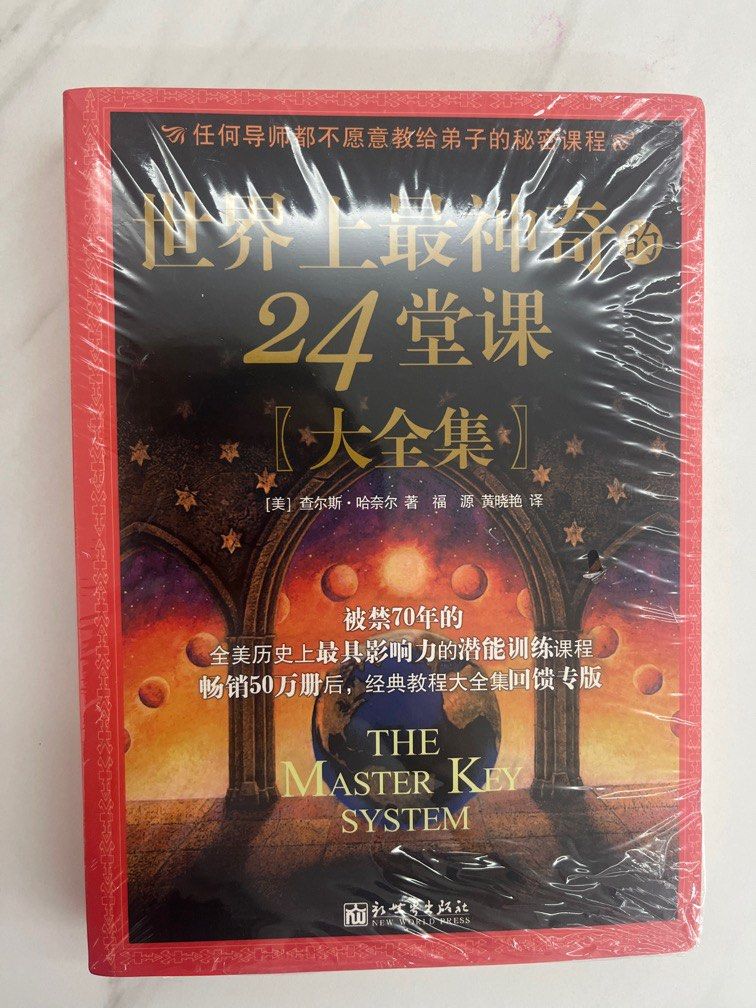 任何导师都不愿意教给弟子的秘密课程
世界上最神奇的
24堂课
[大全集]
[美] 查尔斯·哈奈尔 著 福 源 黄晓艳 译
被禁70年的
全美历史上最具影响力的潜能训练课程
畅销50万册后，经典教程大全集回馈专版
THE
MASTER KEY
SYSTEM
新世界出版社
NEW WORLD PRESS